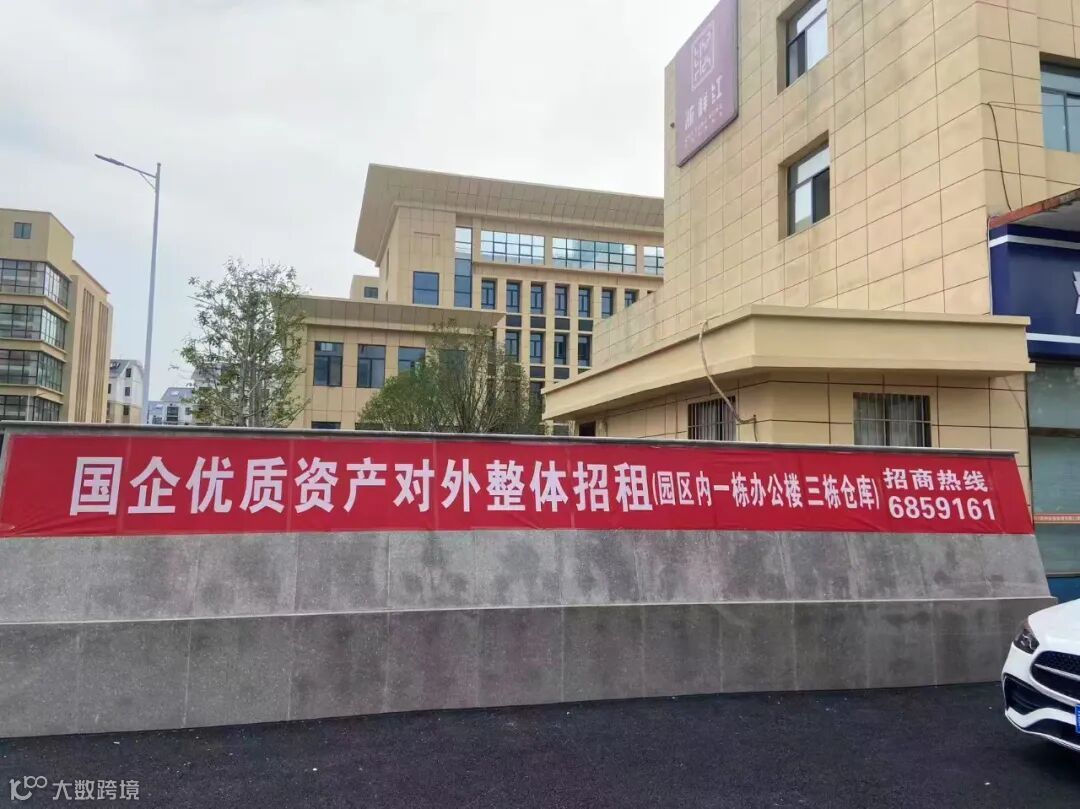 国企优质资产对外整体招租(园区内一栋办公楼 三栋仓库)
招商热线
6859161
大数跨境